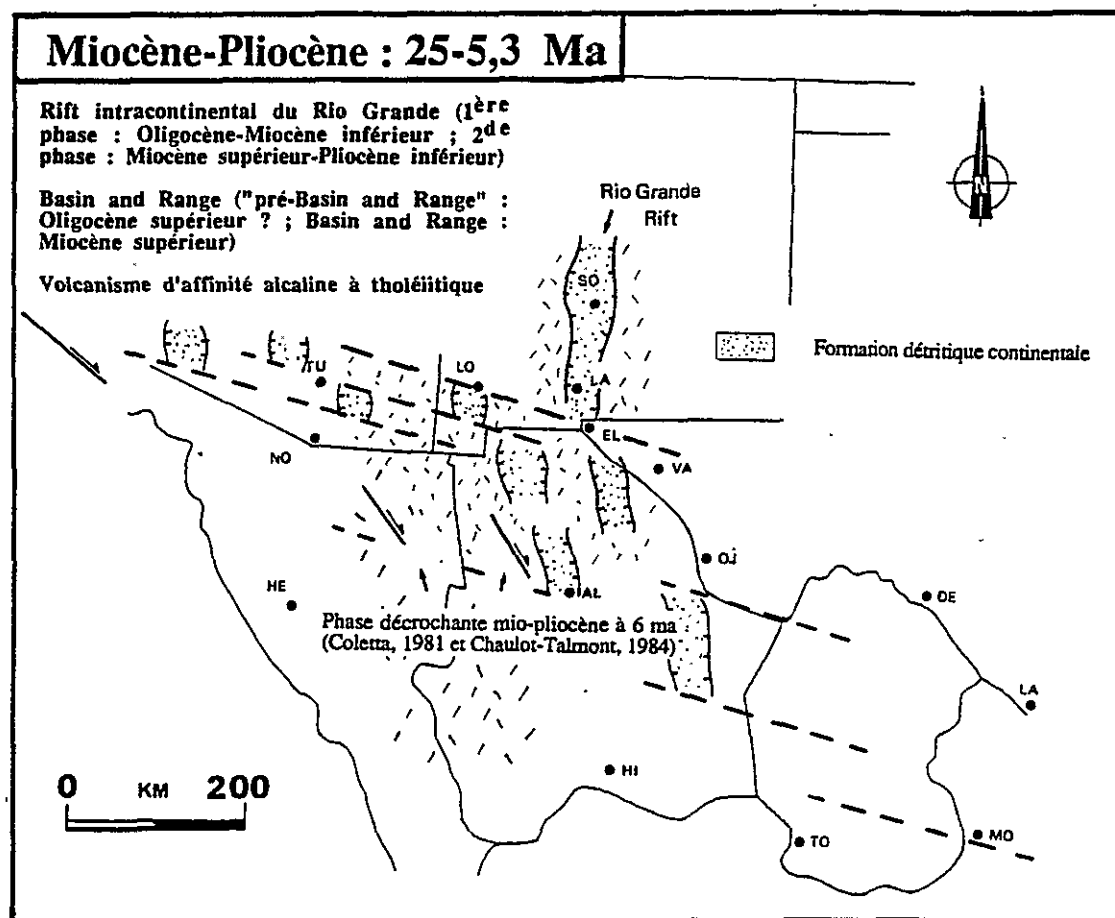 Miocène-Pliocène : 25-5,3 Ma
Rift intracontinental du Rio Grande (1ère
phase : Oligocène-Miocène inférieur ; 2de
phase : Miocène supérieur-Pliocène inférieur)
Basin and Range ("pré-Basin and Range" :
Oligocène supérieur ? ; Basin and Range :
Miocène supérieur)
Volcanisme d'affinité alcaline à tholéiitique
Rio Grande
Rift
N
SO
Formation détritique continentale
TU
LO
LA
EL
NO
VA
OJ
HE
AL
DE
Phase décrochante mio-pliocène à 6 ma
(Coletta, 1981 et Chaulot-Talmont, 1984)
LA
HI
0 KM 200
TO
MO